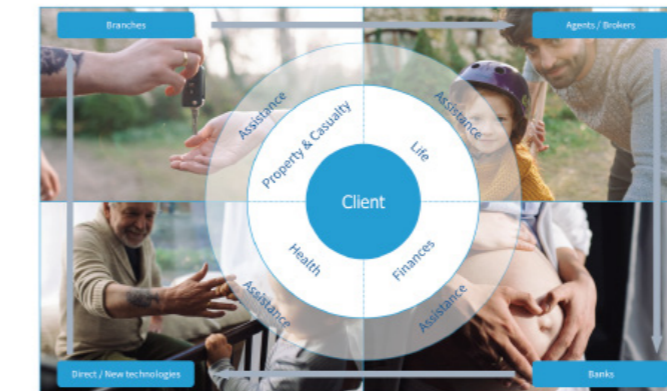 Branches
Agents / Brokers
Assistance
Assistance
Property & Casualty
Life
Client
Health
Finances
Assistance
Assistance
Direct / New technologies
Banks